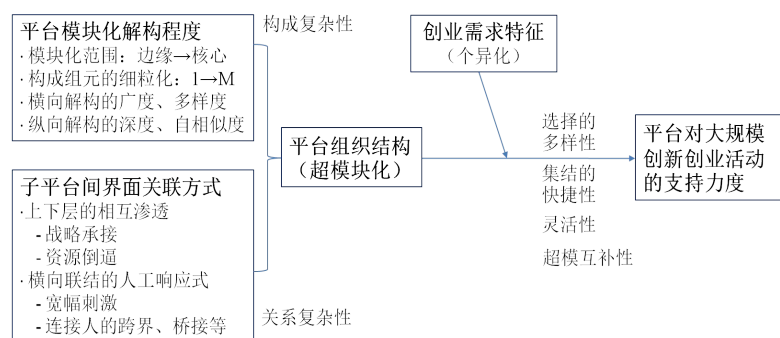 平台模块化解构程度
·模块化范围：边缘→核心
·构成组元的细粒化：1→M
·横向解构的广度、多样度
·纵向解构的深度、自相似度
构成复杂性
子平台间界面关联方式
·上下层的相互渗透
-战略承接
-资源倒逼
·横向联结的人工响应式
-宽幅刺激
-连接人的跨界、桥接等
关系复杂性
平台组织结构
（超模块化）
创业需求特征
（个异化）
选择的
多样性
集结的
快捷性
灵活性
超模互补性
平台对大规模
创新创业活动
的支持力度